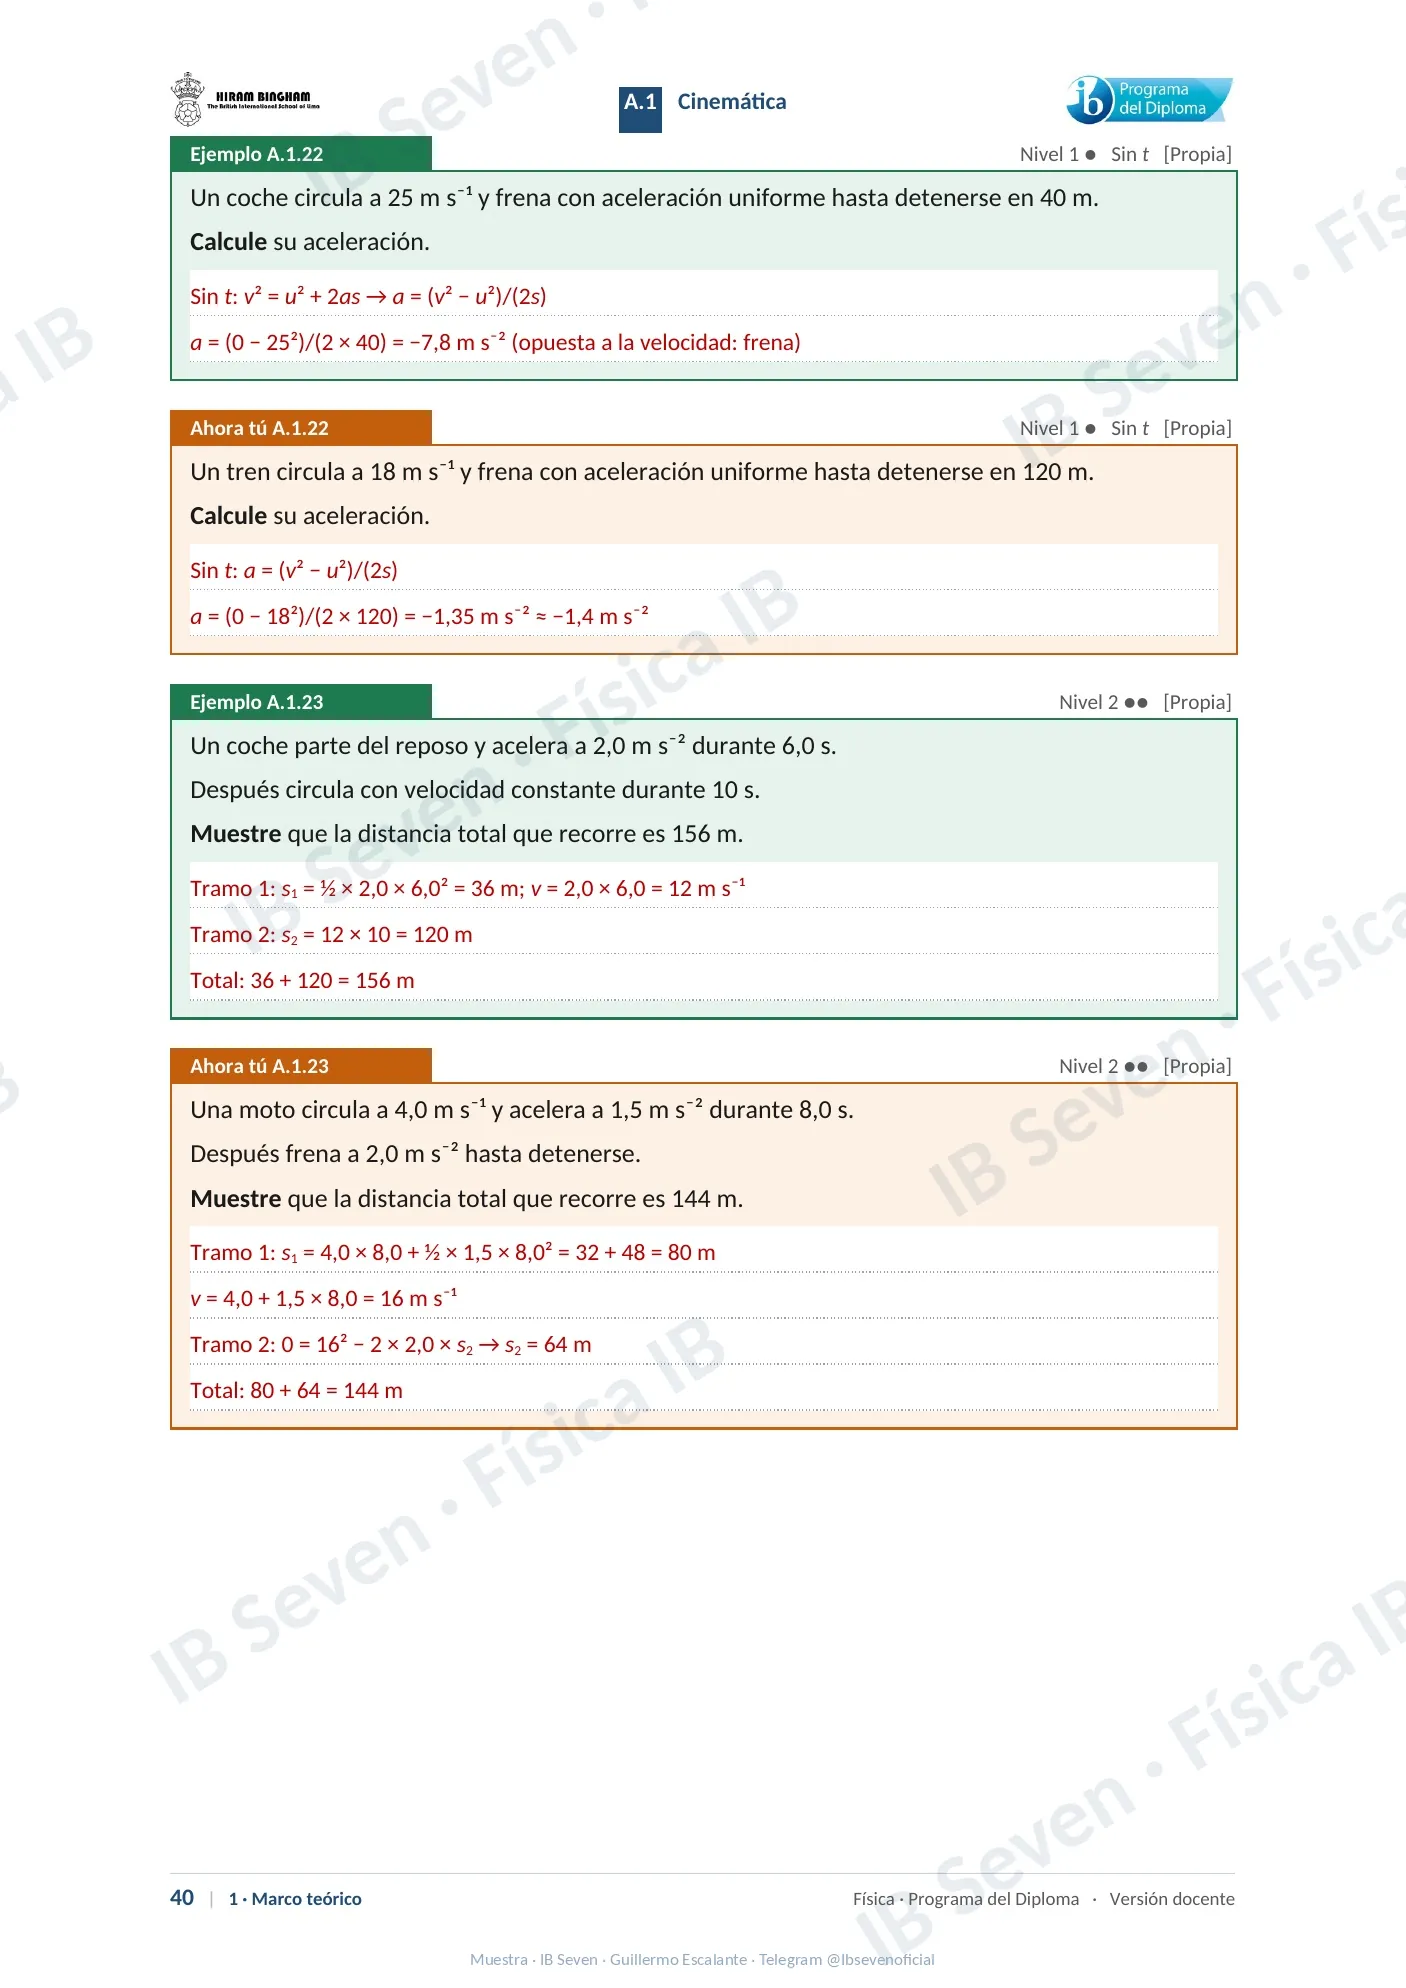 HIRAM BINGHAM
The British International School of Lima
A.1 Cinemática
ib Programa
del Diploma
Ejemplo A.1.22 Nivel 1 ● Sin t [Propia]
Un coche circula a 25 m s⁻¹ y frena con aceleración uniforme hasta detenerse en 40 m.
Calcule su aceleración.
Sin t: v² = u² + 2as → a = (v² − u²)/(2s)
a = (0 − 25²)/(2 × 40) = −7,8 m s⁻² (opuesta a la velocidad: frena)
Ahora tú A.1.22 Nivel 1 ● Sin t [Propia]
Un tren circula a 18 m s⁻¹ y frena con aceleración uniforme hasta detenerse en 120 m.
Calcule su aceleración.
Sin t: a = (v² − u²)/(2s)
a = (0 − 18²)/(2 × 120) = −1,35 m s⁻² ≈ −1,4 m s⁻²
Ejemplo A.1.23 Nivel 2 ●● [Propia]
Un coche parte del reposo y acelera a 2,0 m s⁻² durante 6,0 s.
Después circula con velocidad constante durante 10 s.
Muestre que la distancia total que recorre es 156 m.
Tramo 1: s₁ = ½ × 2,0 × 6,0² = 36 m; v = 2,0 × 6,0 = 12 m s⁻¹
Tramo 2: s₂ = 12 × 10 = 120 m
Total: 36 + 120 = 156 m
Ahora tú A.1.23 Nivel 2 ●● [Propia]
Una moto circula a 4,0 m s⁻¹ y acelera a 1,5 m s⁻² durante 8,0 s.
Después frena a 2,0 m s⁻² hasta detenerse.
Muestre que la distancia total que recorre es 144 m.
Tramo 1: s₁ = 4,0 × 8,0 + ½ × 1,5 × 8,0² = 32 + 48 = 80 m
v = 4,0 + 1,5 × 8,0 = 16 m s⁻¹
Tramo 2: 0 = 16² − 2 × 2,0 × s₂ → s₂ = 64 m
Total: 80 + 64 = 144 m
IB Seven · Física IB
40 | 1 · Marco teórico Física · Programa del Diploma · Versión docente
Muestra · IB Seven · Guillermo Escalante · Telegram @Ibsevenoficial